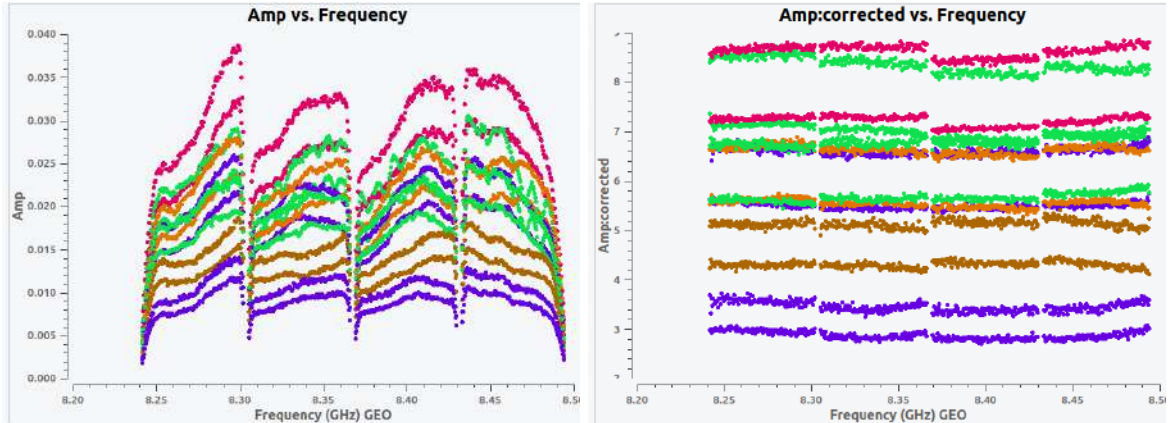 Amp vs. Frequency
Amp
0.040
0.035
0.030
0.025
0.020
0.015
0.010
0.005
0.000
8.20 8.25 8.30 8.35 8.40 8.45 8.50
Frequency (GHz) GEO
Amp:corrected vs. Frequency
Amp:corrected
8
7
6
5
4
3
8.20 8.25 8.30 8.35 8.40 8.45 8.50
Frequency (GHz) GEO